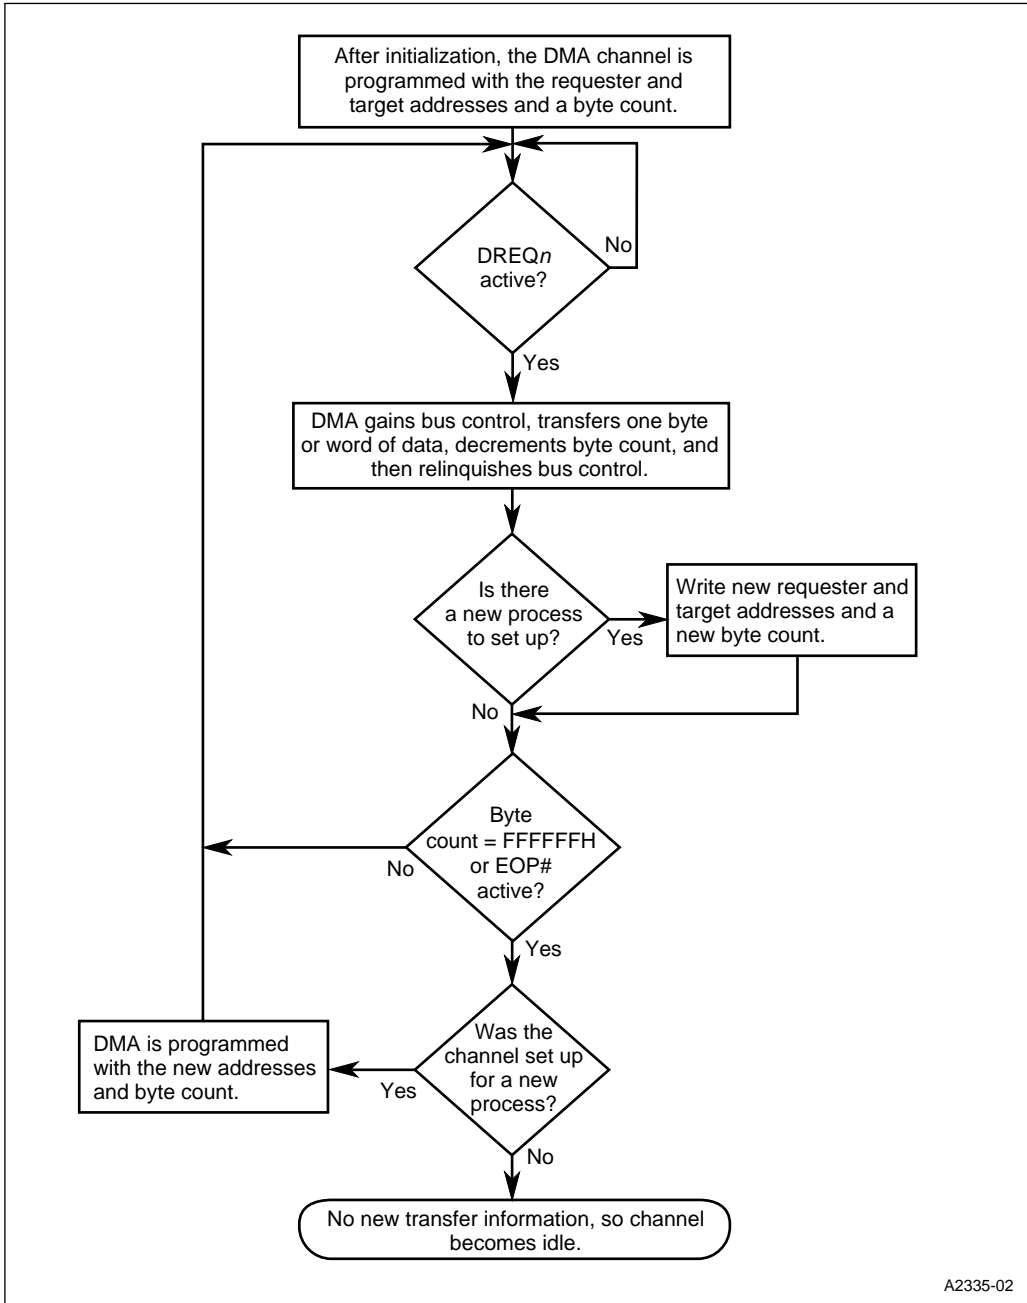 After initialization, the DMA channel is
programmed with the requester and
target addresses and a byte count.
No
DREQn
active?
Yes
DMA gains bus control, transfers one byte
or word of data, decrements byte count, and
then relinquishes bus control.
Is there
a new process
to set up?
Yes
Write new requester and
target addresses and a
new byte count.
No
Byte
count = FFFFFFH
or EOP#
active?
No
Yes
Was the
channel set up
for a new
process?
Yes
DMA is programmed
with the new addresses
and byte count.
No
No new transfer information, so channel
becomes idle.
A2335-02